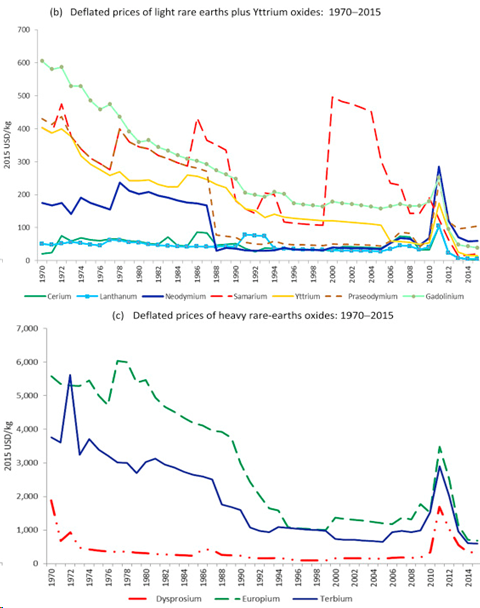 (b) Deflated prices of light rare earths plus Yttrium oxides: 1970–2015
700
600
500
400
300
200
100
0
2015 USD/kg
1970 1972 1974 1976 1978 1980 1982 1984 1986 1988 1990 1992 1994 1996 1998 2000 2002 2004 2006 2008 2010 2012 2014
Cerium Lanthanum Neodymium Samarium Yttrium Praseodymium Gadolinium
(c) Deflated prices of heavy rare-earths oxides: 1970–2015
7,000
6,000
5,000
4,000
3,000
2,000
1,000
0
2015 USD/kg
1970 1972 1974 1976 1978 1980 1982 1984 1986 1988 1990 1992 1994 1996 1998 2000 2002 2004 2006 2008 2010 2012 2014
Dysprosium Europium Terbium